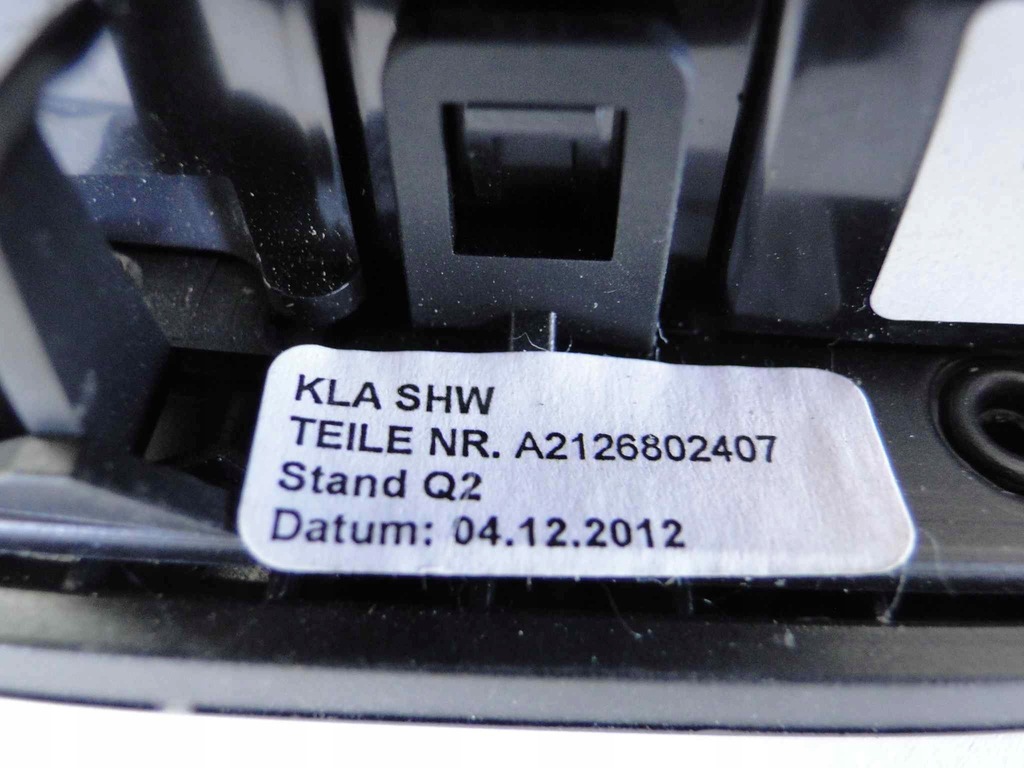 KLA SHW
TEILE NR. A2126802407
Stand Q2
Datum: 04.12.2012